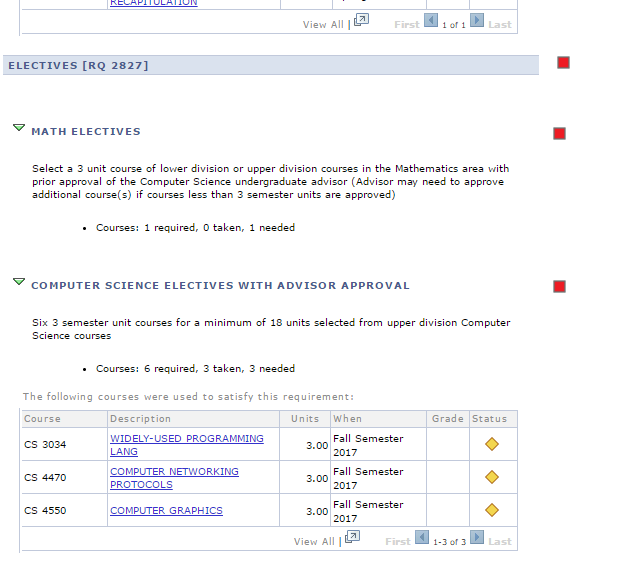 RECAPITULATION
View All | First 1 of 1 Last
ELECTIVES [RQ 2827]
MATH ELECTIVES
Select a 3 unit course of lower division or upper division courses in the Mathematics area with
prior approval of the Computer Science undergraduate advisor (Advisor may need to approve
additional course(s) if courses less than 3 semester units are approved)
• Courses: 1 required, 0 taken, 1 needed
COMPUTER SCIENCE ELECTIVES WITH ADVISOR APPROVAL
Six 3 semester unit courses for a minimum of 18 units selected from upper division Computer
Science courses
• Courses: 6 required, 3 taken, 3 needed
The following courses were used to satisfy this requirement:
Course Description Units When Grade Status
CS 3034 WIDELY-USED PROGRAMMING LANG 3.00 Fall Semester 2017
CS 4470 COMPUTER NETWORKING PROTOCOLS 3.00 Fall Semester 2017
CS 4550 COMPUTER GRAPHICS 3.00 Fall Semester 2017
View All | First 1-3 of 3 Last